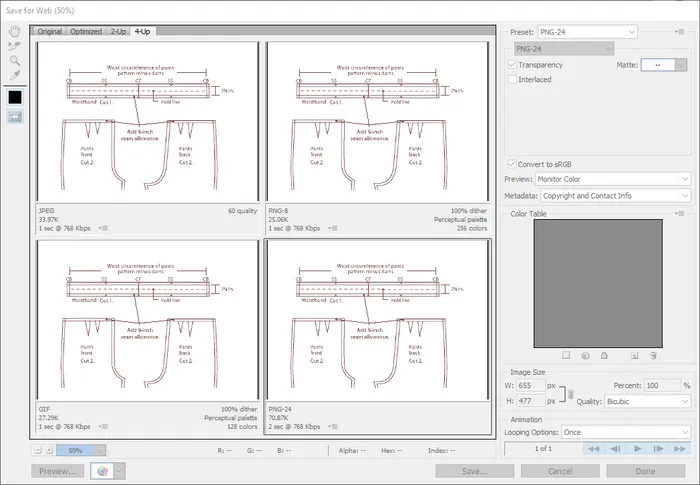 Save for Web (50%)
Original Optimized 2-Up 4-Up
Waist circumference of pants
pattern minus darts
CB SS CF SS CB
Waistband Cut 1. Fold line
Add ⅝-inch
seam allowance.
Pants
front
Cut 2.
Pants
back
Cut 2.
JPEG
33.97K
1 sec @ 768 Kbps
60 quality
Waist circumference of pants
pattern minus darts
CB SS CF SS CB
Waistband Cut 1. Fold line
Add ⅝-inch
seam allowance.
Pants
front
Cut 2.
Pants
back
Cut 2.
PNG-8
25.06K
1 sec @ 768 Kbps
100% dither
Perceptual palette
256 colors
Waist circumference of pants
pattern minus darts
CB SS CF SS CB
Waistband Cut 1. Fold line
Add ⅝-inch
seam allowance.
Pants
front
Cut 2.
Pants
back
Cut 2.
GIF
27.29K
1 sec @ 768 Kbps
100% dither
Perceptual palette
128 colors
Waist circumference of pants
pattern minus darts
CB SS CF SS CB
Waistband Cut 1. Fold line
Add ⅝-inch
seam allowance.
Pants
front
Cut 2.
Pants
back
Cut 2.
PNG-24
70.87K
2 sec @ 768 Kbps
50%
R: -- G: -- B: -- Alpha: -- Hex: -- Index: --
Preview...
Preset: PNG-24
PNG-24
Transparency Matte: --
Interlaced
Convert to sRGB
Preview: Monitor Color
Metadata: Copyright and Contact Info
Color Table
Image Size
W: 655 px Percent: 100 %
H: 477 px Quality: Bicubic
Animation
Looping Options: Once
1 of 1
Save... Cancel Done